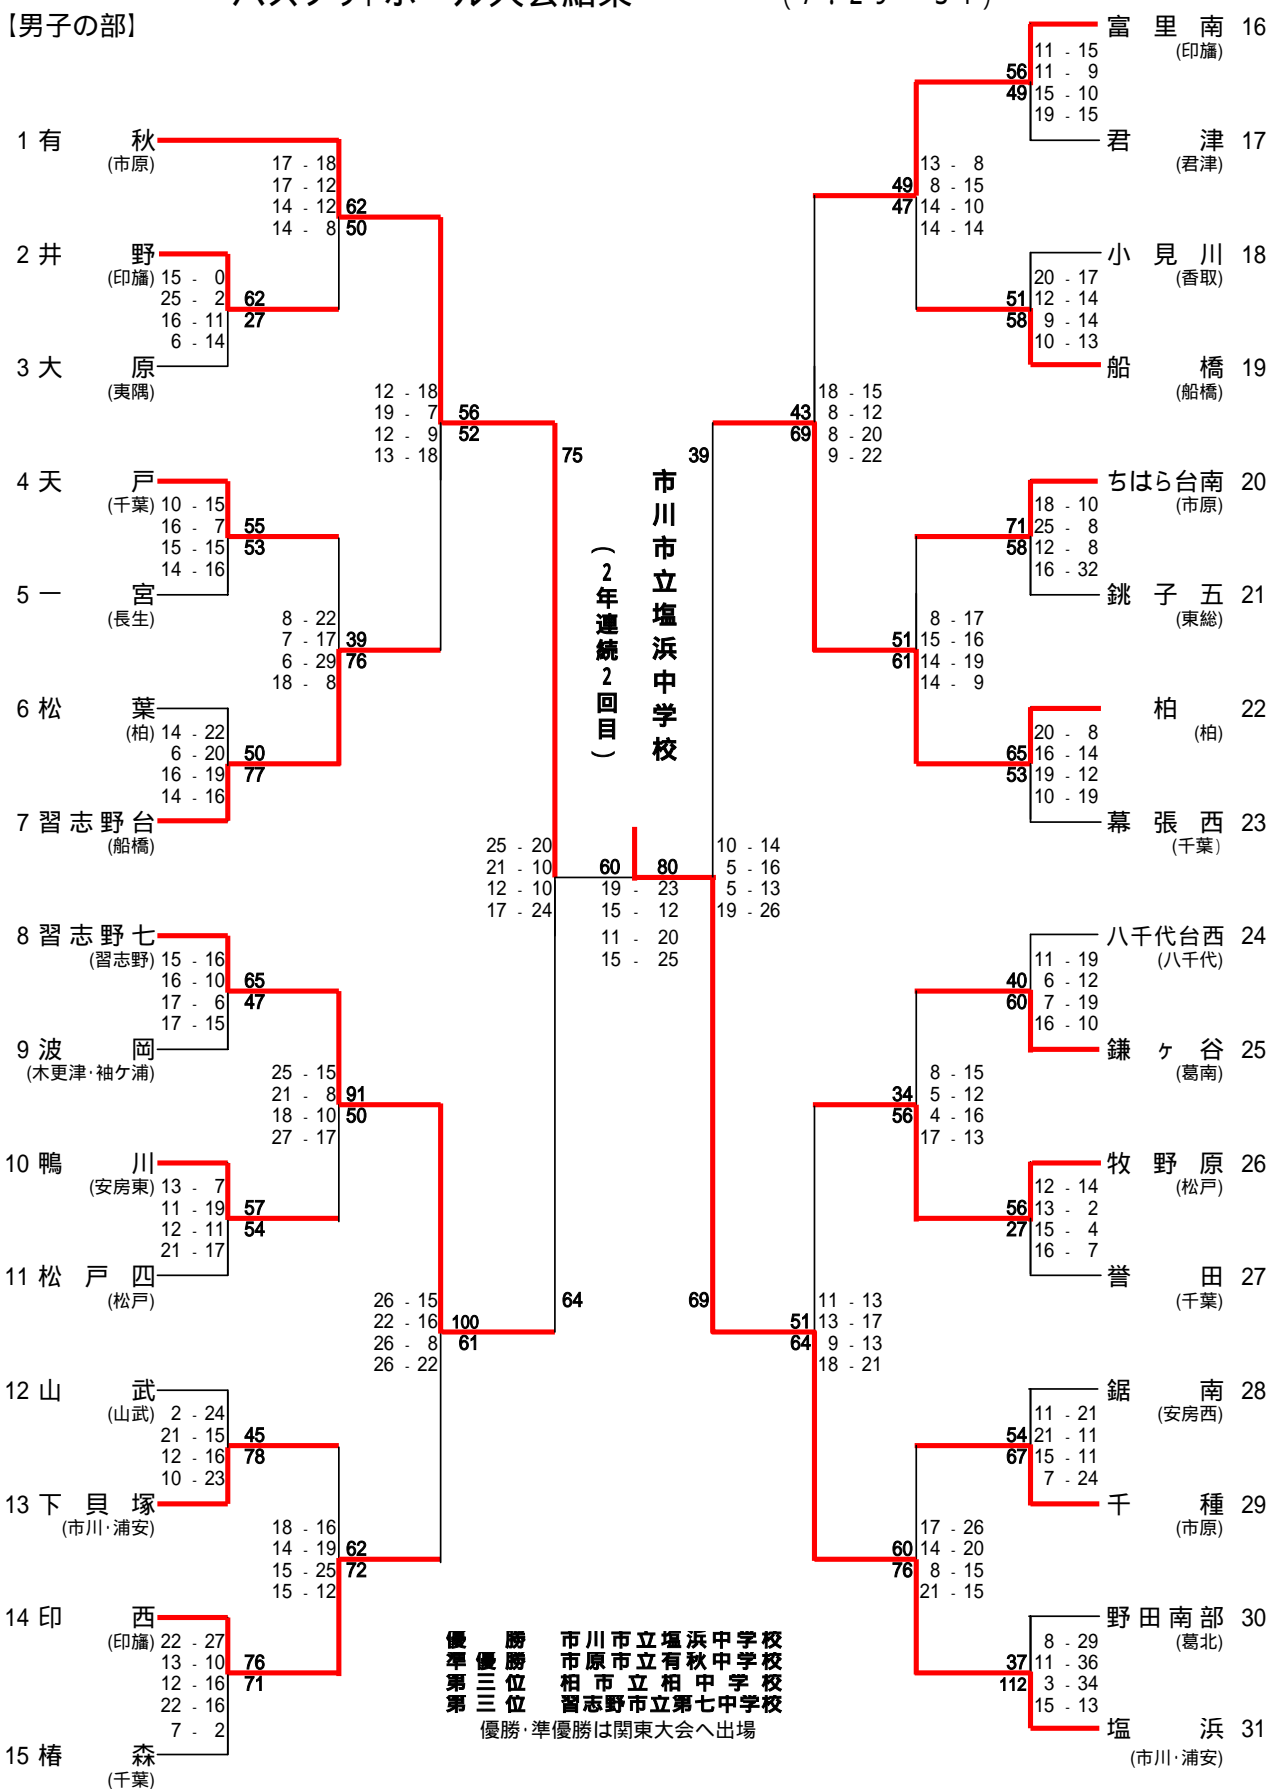 【男子の部】
1 有秋
(市原)
17 - 18
17 - 12
14 - 12
14 - 8
62
50
2 井野
(印旛)
15 - 0
25 - 2
16 - 11
6 - 14
62
27
3 大原
(夷隅)
12 - 18
19 - 7
12 - 9
13 - 18
56
52
4 天戸
(千葉)
10 - 15
16 - 7
15 - 15
14 - 16
55
53
5 一宮
(長生)
8 - 22
7 - 17
6 - 29
18 - 8
39
76
6 松葉
(柏)
14 - 22
6 - 20
16 - 19
14 - 16
50
77
7 習志野台
(船橋)
75
25 - 20
21 - 10
12 - 10
17 - 24
64
8 習志野七
(習志野)
15 - 16
16 - 10
17 - 6
17 - 15
65
47
9 波岡
(木更津・袖ケ浦)
25 - 15
21 - 8
18 - 10
27 - 17
91
50
10 鴨川
(安房東)
13 - 7
11 - 19
12 - 11
21 - 17
57
54
11 松戸四
(松戸)
26 - 15
22 - 16
26 - 8
26 - 22
100
61
12 山武
(山武)
2 - 24
21 - 15
12 - 16
10 - 23
45
78
13 下貝塚
(市川・浦安)
18 - 16
14 - 19
15 - 25
15 - 12
62
72
14 印西
(印旛)
22 - 27
13 - 10
12 - 16
22 - 16
7 - 2
76
71
15 椿森
(千葉)
市川市立塩浜中学校
(2年連続2回目)
60 80
19 - 23
15 - 12
11 - 20
15 - 25
富里南 16
(印旛)
11 - 15
11 - 9
15 - 10
19 - 15
56
49
君津 17
(君津)
13 - 8
8 - 15
14 - 10
14 - 14
49
47
小見川 18
(香取)
20 - 17
12 - 14
9 - 14
10 - 13
51
58
船橋 19
(船橋)
18 - 15
8 - 12
8 - 20
9 - 22
43
69
ちはら台南 20
(市原)
18 - 10
25 - 8
12 - 8
16 - 32
71
58
銚子五 21
(東総)
8 - 17
15 - 16
14 - 19
14 - 9
51
61
柏 22
(柏)
20 - 8
16 - 14
19 - 12
10 - 19
65
53
幕張西 23
(千葉)
39
10 - 14
5 - 16
5 - 13
19 - 26
69
八千代台西 24
(八千代)
11 - 19
6 - 12
7 - 19
16 - 10
40
60
鎌ヶ谷 25
(葛南)
8 - 15
5 - 12
4 - 16
17 - 13
34
56
牧野原 26
(松戸)
12 - 14
13 - 2
15 - 4
16 - 7
56
27
誉田 27
(千葉)
11 - 13
13 - 17
9 - 13
18 - 21
51
64
鋸南 28
(安房西)
11 - 21
21 - 11
15 - 11
7 - 24
54
67
千種 29
(市原)
17 - 26
14 - 20
8 - 15
21 - 15
60
76
野田南部 30
(葛北)
8 - 29
11 - 36
3 - 34
15 - 13
37
112
塩浜 31
(市川・浦安)
優勝 市川市立塩浜中学校
準優勝 市原市立有秋中学校
第三位 柏市立柏中学校
第三位 習志野市立第七中学校
優勝・準優勝は関東大会へ出場